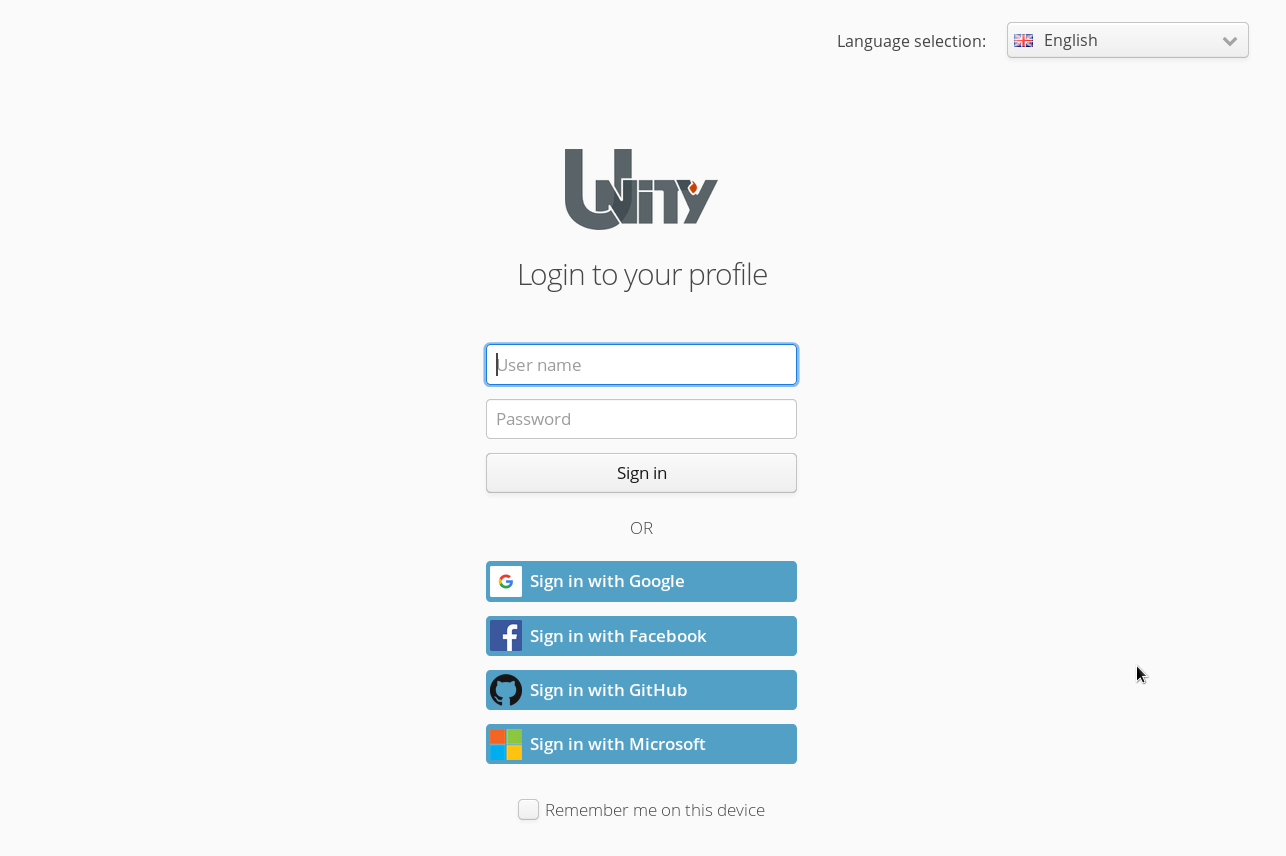 Language selection:
English
UNiTY
Login to your profile
User name
Password
Sign in
OR
Sign in with Google
Sign in with Facebook
Sign in with GitHub
Sign in with Microsoft
Remember me on this device